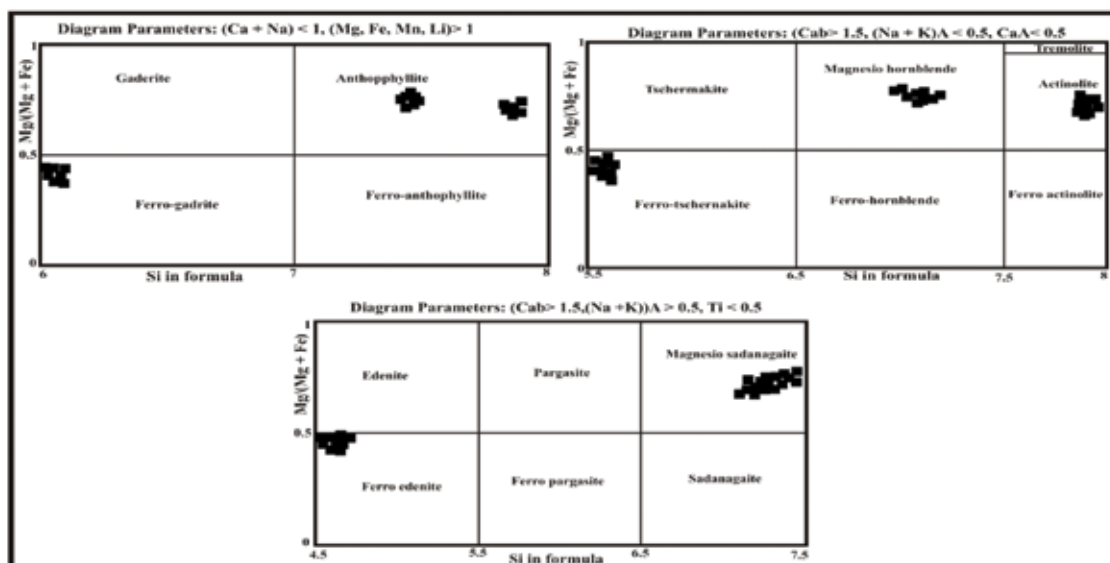 Diagram Parameters: (Ca + Na) < 1, (Mg, Fe, Mn, Li)> 1
1
Gaderite
Anthopphyllite
Mg/(Mg + Fe)
0.5
Ferro-gadrite
Ferro-anthophyllite
0
6
Si in formula
7
8
Diagram Parameters: (Cab> 1.5, (Na + K)A < 0.5, CaA< 0.5
1
Tremolite
Magnesio hornblende
Tschermakite
Actinolite
Mg/(Mg + Fe)
0.5
Ferro-tschernakite
Ferro-hornblende
Ferro actinolite
0
5.5
6.5
Si in formula
7.5
8
Diagram Parameters: (Cab> 1.5,(Na +K))A > 0.5, Ti < 0.5
1
Magnesio sadanagaite
Edenite
Pargasite
Mg/(Mg + Fe)
0.5
Ferro edenite
Ferro pargasite
Sadanagaite
0
4.5
5.5
Si in formula
6.5
7.5